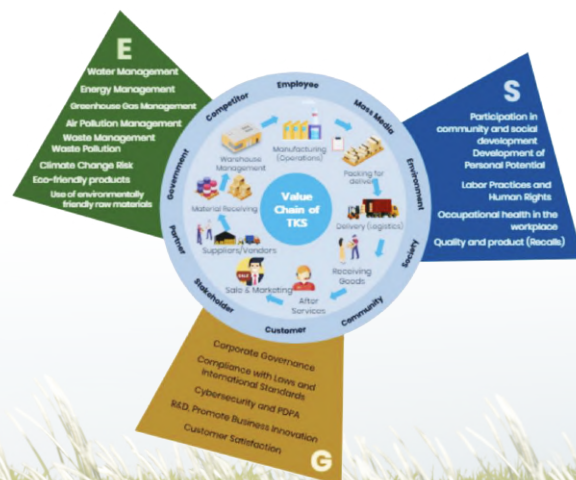 E
Water Management
Energy Management
Greenhouse Gas Management
Air Pollution Management
Waste Management
Waste Pollution
Climate Change Risk
Eco-friendly products
Use of environmentally
friendly raw materials
S
Participation in
community and social
development
Development of
Personal Potential
Labor Practices and
Human Rights
Occupational health in the
workplace
Quality and product (Recalls)
Employee
Mass Media
Environment
Society
Community
Customer
Stakeholder
Partner
Government
Competitor
Manufacturing
(Operations)
Packing for
delivery
Delivery (Logistics)
Receiving
Goods
After
Services
Sale & Marketing
Suppliers/Vendors
Material Receiving
Warehouse
Management
Value
Chain of
TKS
Corporate Governance
Compliance with Laws and
International Standards
Cybersecurity and PDPA
R&D, Promote Business Innovation
Customer Satisfaction
G